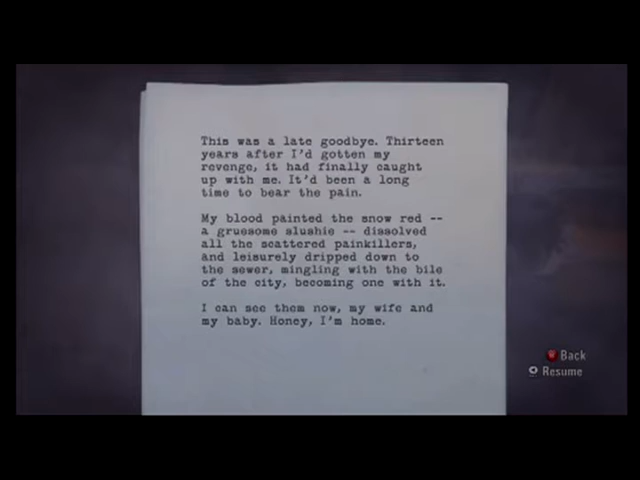 This was a late goodbye. Thirteen
years after I'd gotten my
revenge, it had finally caught
up with me. It'd been a long
time to bear the pain.
My blood painted the snow red --
a gruesome slushie -- dissolved
all the scattered painkillers,
and leisurely dripped down to
the sewer, mingling with the bile
of the city, becoming one with it.
I can see them now, my wife and
my baby. Honey, I'm home.
Back
Resume